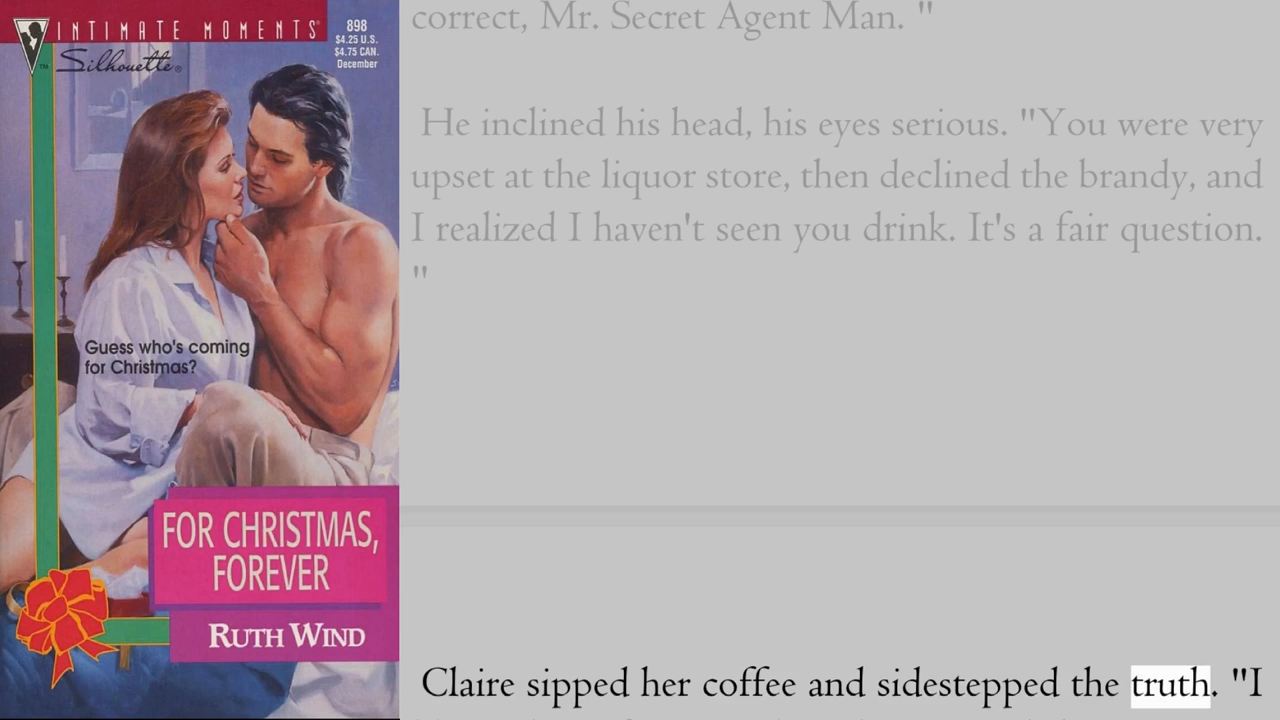 INTIMATE MOMENTS®
898
$4.25 U.S.
$4.75 CAN.
December
TM
Silhouette®
Guess who's coming
for Christmas?
FOR CHRISTMAS,
FOREVER
RUTH WIND
correct, Mr. Secret Agent Man. "
He inclined his head, his eyes serious. "You were very
upset at the liquor store, then declined the brandy, and
I realized I haven't seen you drink. It's a fair question.
"
Claire sipped her coffee and sidestepped the truth. "I